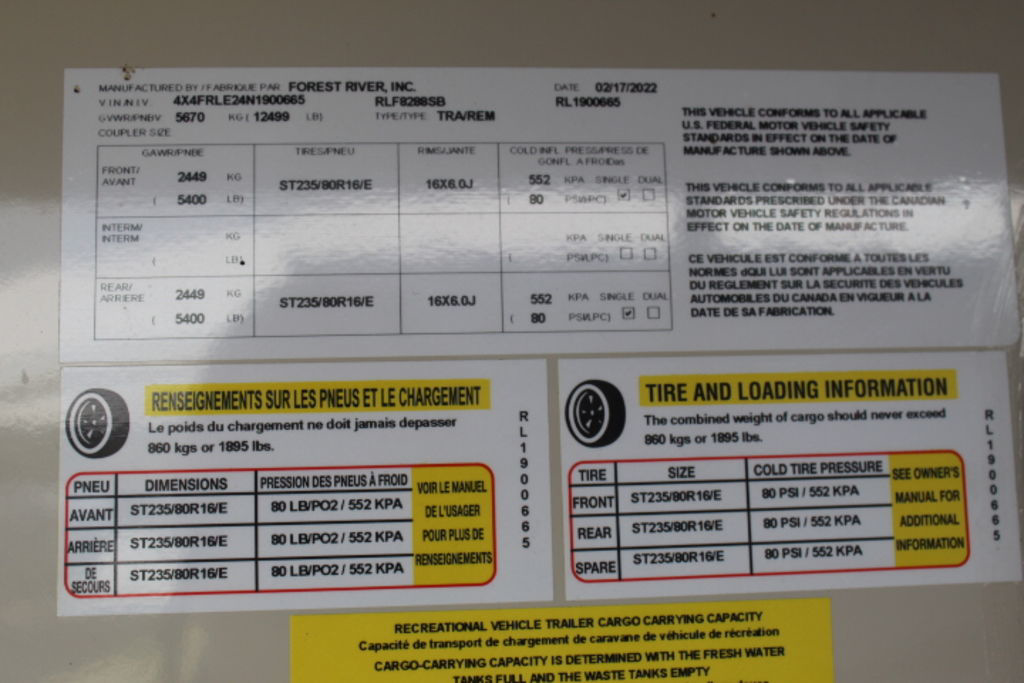 MANUFACTURED BY / FABRIQUE PAR FOREST RIVER, INC. DATE 02/17/2022
V I N /N I V 4X4FRLE24N1900665 RLF8288SB RL1900665
GVWR/PNBV 5670 KG ( 12499 LB) TYPE/TYPE TRA/REM
COUPLER SIZE
GAWR/PNBE TIRES/PNEU RIMS/JANTE COLD INFL PRESS/PRESS DE
GONFL A FROID
FRONT/
AVANT 2449 KG ST235/80R16/E 16X6.0J 552 KPA SINGLE DUAL
( 5400 LB) ( 80 PSI/LPC) ☑ ☐
INTERM/
INTERM KG KPA SINGLE DUAL
( LB) ( PSI/LPC) ☐ ☐
REAR/
ARRIERE 2449 KG ST235/80R16/E 16X6.0J 552 KPA SINGLE DUAL
( 5400 LB) ( 80 PSI/LPC) ☑ ☐
THIS VEHICLE CONFORMS TO ALL APPLICABLE
U.S. FEDERAL MOTOR VEHICLE SAFETY
STANDARDS IN EFFECT ON THE DATE OF
MANUFACTURE SHOWN ABOVE.
THIS VEHICLE CONFORMS TO ALL APPLICABLE
STANDARDS PRESCRIBED UNDER THE CANADIAN
MOTOR VEHICLE SAFETY REGULATIONS IN
EFFECT ON THE DATE OF MANUFACTURE.
CE VEHICULE EST CONFORME A TOUTES LES
NORMES dQUI LUI SONT APPLICABLES EN VERTU
DU REGLEMENT SUR LA SECURITE DES VEHICULES
AUTOMOBILES DU CANADA EN VIGUEUR A LA
DATE DE SA FABRICATION.
RENSEIGNEMENTS SUR LES PNEUS ET LE CHARGEMENT
Le poids du chargement ne doit jamais depasser
860 kgs or 1895 lbs.
PNEU DIMENSIONS PRESSION DES PNEUS À FROID
AVANT ST235/80R16/E 80 LB/PO2 / 552 KPA
ARRIÈRE ST235/80R16/E 80 LB/PO2 / 552 KPA
DE
SECOURS ST235/80R16/E 80 LB/PO2 / 552 KPA
VOIR LE MANUEL
DE L'USAGER
POUR PLUS DE
RENSEIGNEMENTS
RL1900665
TIRE AND LOADING INFORMATION
The combined weight of cargo should never exceed
860 kgs or 1895 lbs.
TIRE SIZE COLD TIRE PRESSURE
FRONT ST235/80R16/E 80 PSI / 552 KPA
REAR ST235/80R16/E 80 PSI / 552 KPA
SPARE ST235/80R16/E 80 PSI / 552 KPA
SEE OWNER'S
MANUAL FOR
ADDITIONAL
INFORMATION
RL1900665
RECREATIONAL VEHICLE TRAILER CARGO CARRYING CAPACITY
Capacité de transport de chargement de caravane de véhicule de récréation
CARGO-CARRYING CAPACITY IS DETERMINED WITH THE FRESH WATER
TANKS FULL AND THE WASTE TANKS EMPTY